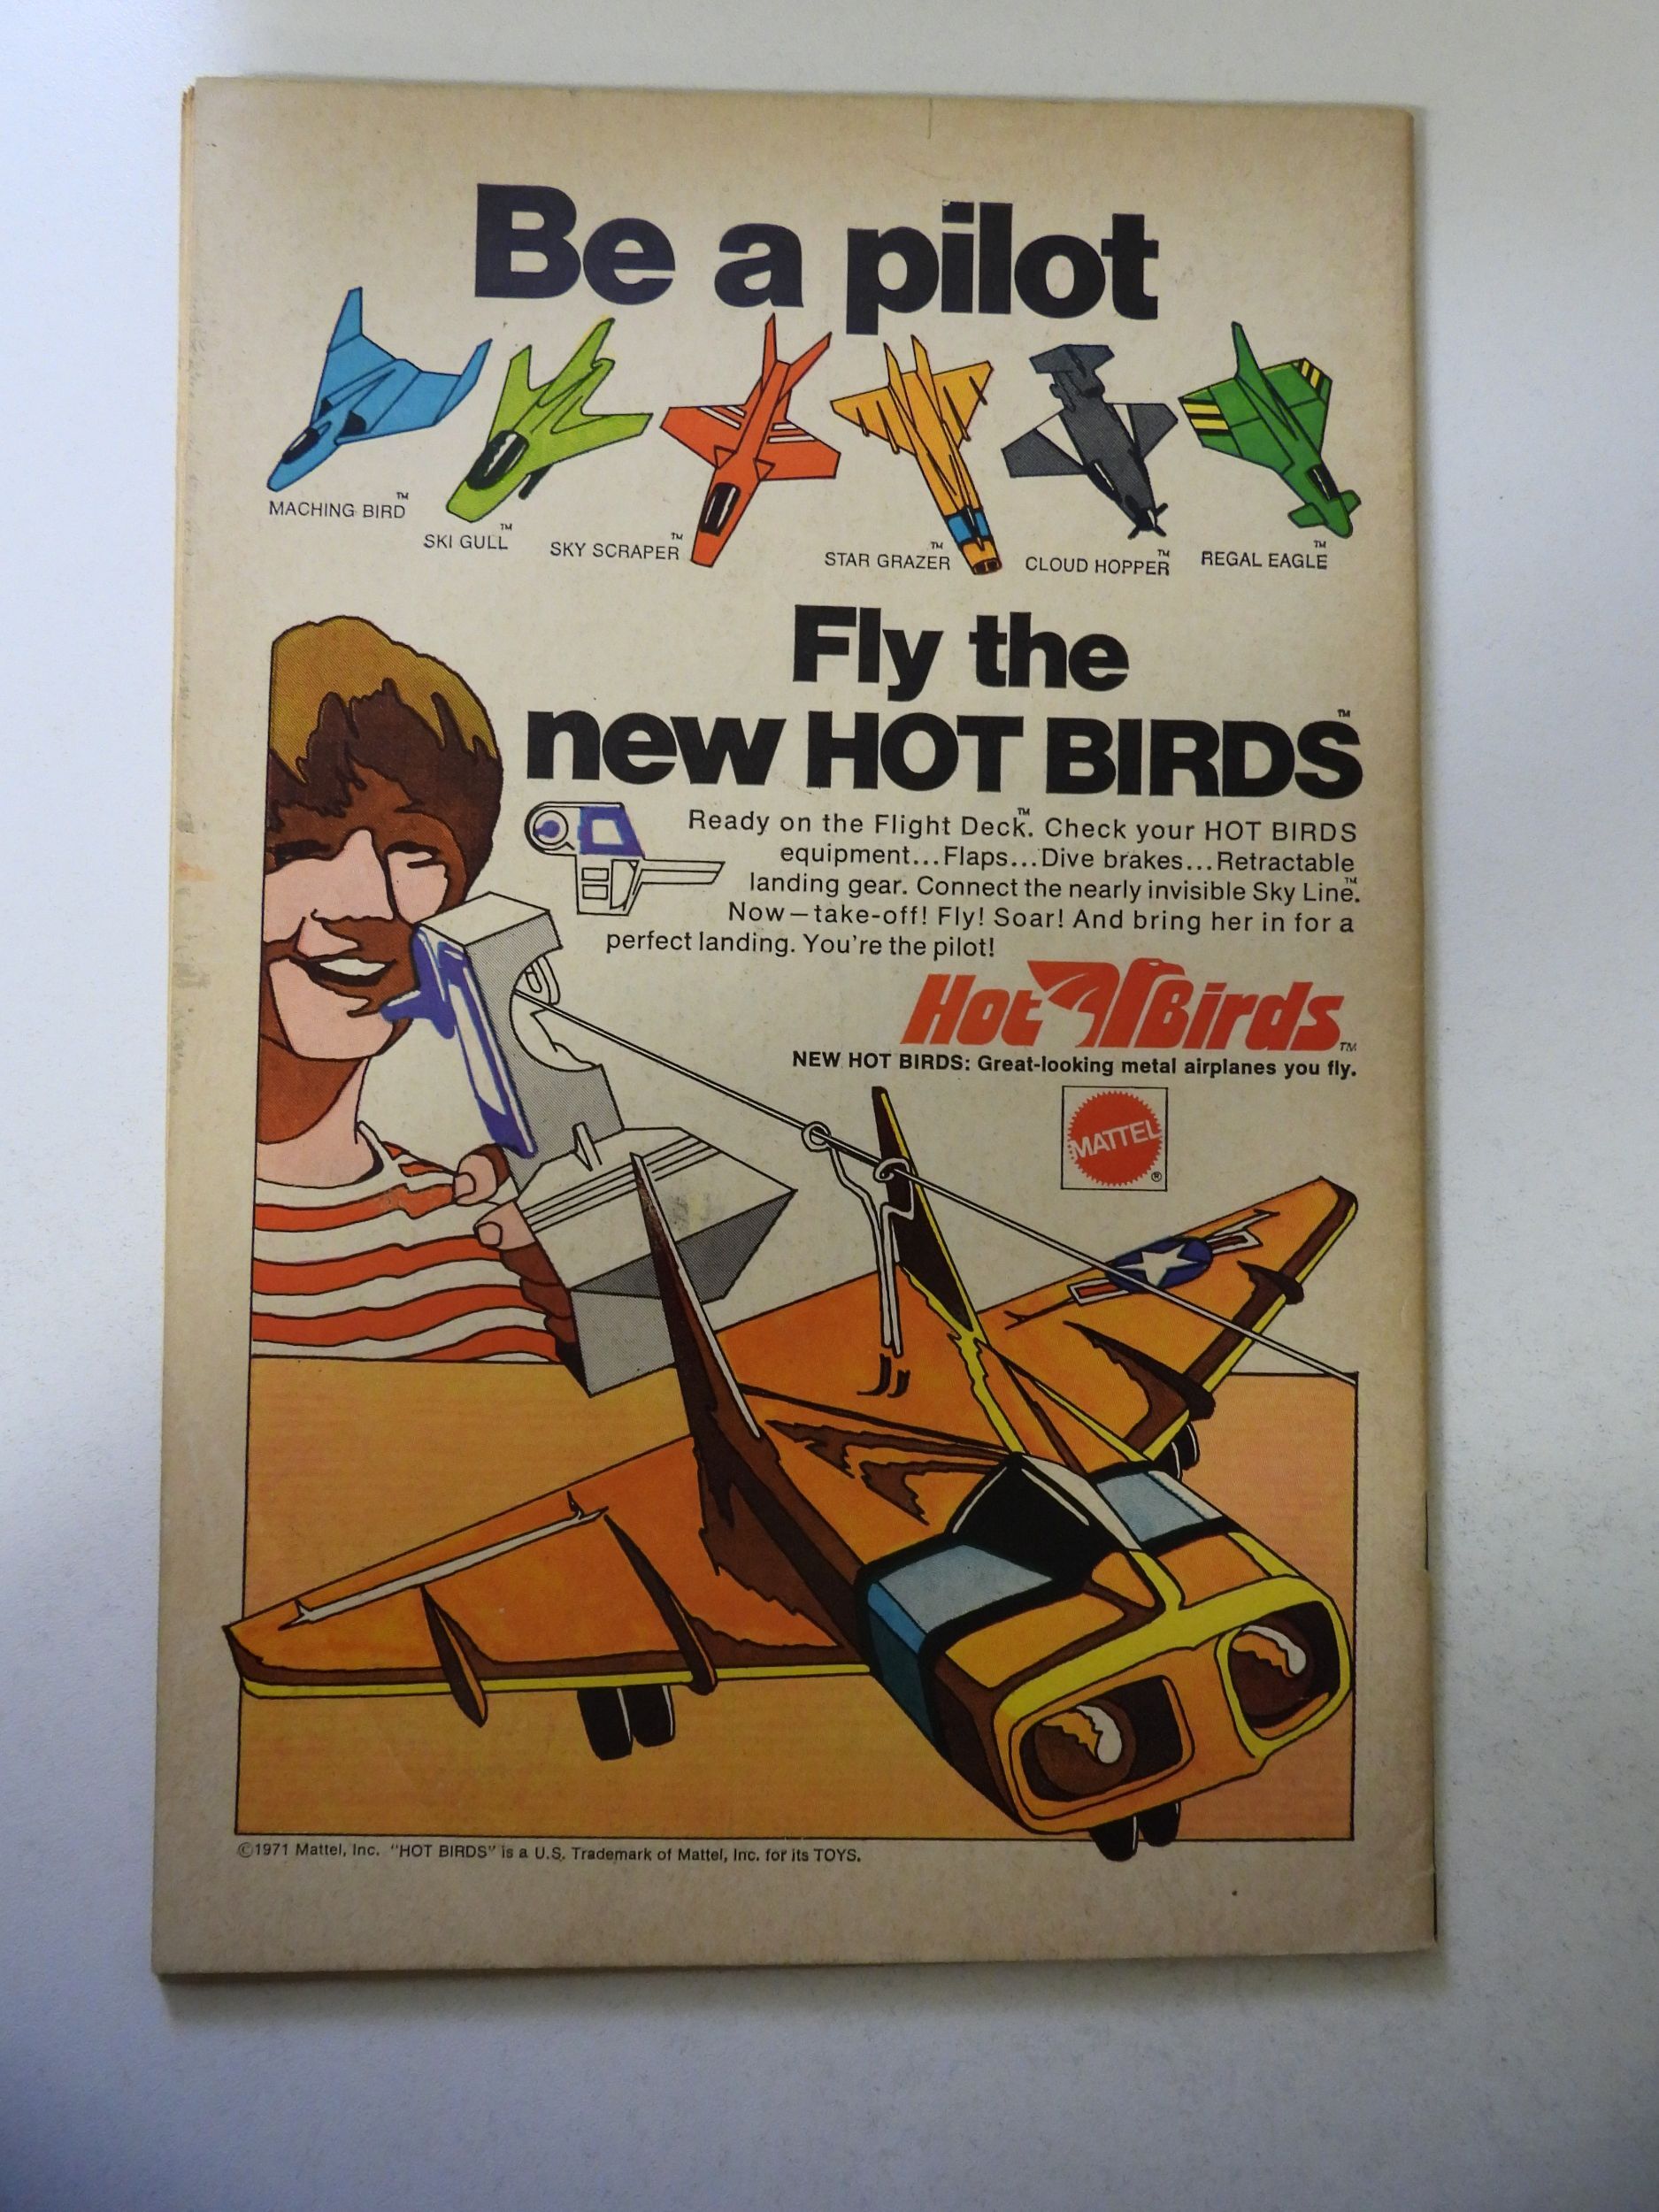 Be a pilot
MACHING BIRD™
SKI GULL™
SKY SCRAPER™
STAR GRAZER™
CLOUD HOPPER™
REGAL EAGLE™
Fly the
new HOT BIRDS™
Ready on the Flight Deck™. Check your HOT BIRDS
equipment...Flaps...Dive brakes...Retractable
landing gear. Connect the nearly invisible Sky Line™.
Now—take-off! Fly! Soar! And bring her in for a
perfect landing. You're the pilot!
Hot Birds™
NEW HOT BIRDS: Great-looking metal airplanes you fly.
MATTEL®
©1971 Mattel, Inc. "HOT BIRDS" is a U.S. Trademark of Mattel, Inc. for its TOYS.